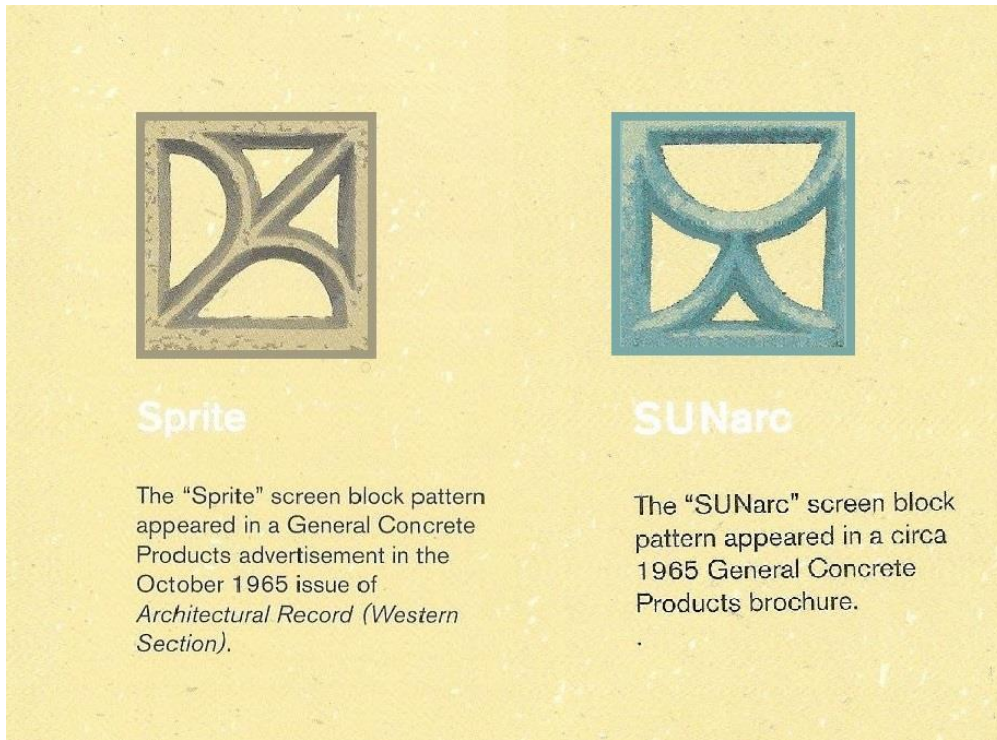 Sprite
The “Sprite” screen block pattern
appeared in a General Concrete
Products advertisement in the
October 1965 issue of
Architectural Record (Western
Section).
SUNarc
The “SUNarc” screen block
pattern appeared in a circa
1965 General Concrete
Products brochure.
.